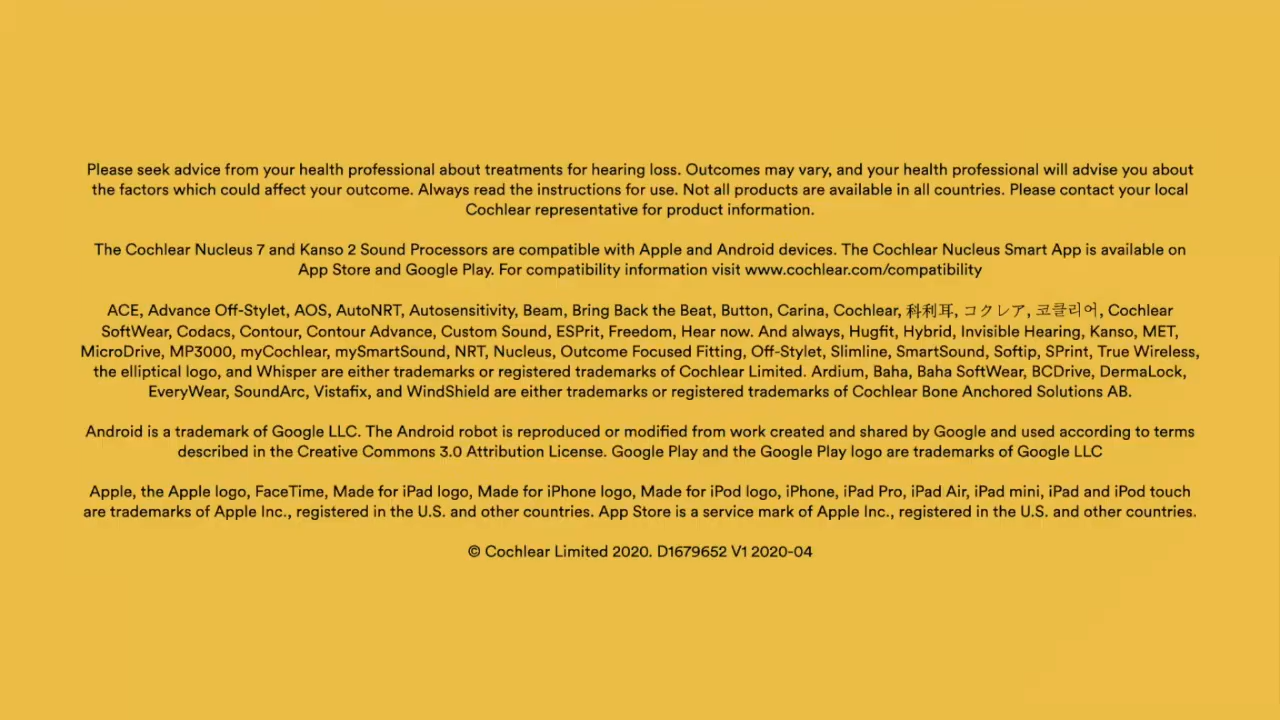 Please seek advice from your health professional about treatments for hearing loss. Outcomes may vary, and your health professional will advise you about
the factors which could affect your outcome. Always read the instructions for use. Not all products are available in all countries. Please contact your local
Cochlear representative for product information.
The Cochlear Nucleus 7 and Kanso 2 Sound Processors are compatible with Apple and Android devices. The Cochlear Nucleus Smart App is available on
App Store and Google Play. For compatibility information visit www.cochlear.com/compatibility
ACE, Advance Off-Stylet, AOS, AutoNRT, Autosensitivity, Beam, Bring Back the Beat, Button, Carina, Cochlear, 科利耳, コクレア, 코클리어, Cochlear
SoftWear, Codacs, Contour, Contour Advance, Custom Sound, ESPrit, Freedom, Hear now. And always, Hugfit, Hybrid, Invisible Hearing, Kanso, MET,
MicroDrive, MP3000, myCochlear, mySmartSound, NRT, Nucleus, Outcome Focused Fitting, Off-Stylet, Slimline, SmartSound, Softip, SPrint, True Wireless,
the elliptical logo, and Whisper are either trademarks or registered trademarks of Cochlear Limited. Ardium, Baha, Baha SoftWear, BCDrive, DermaLock,
EveryWear, SoundArc, Vistafix, and WindShield are either trademarks or registered trademarks of Cochlear Bone Anchored Solutions AB.
Android is a trademark of Google LLC. The Android robot is reproduced or modified from work created and shared by Google and used according to terms
described in the Creative Commons 3.0 Attribution License. Google Play and the Google Play logo are trademarks of Google LLC
Apple, the Apple logo, FaceTime, Made for iPad logo, Made for iPhone logo, Made for iPod logo, iPhone, iPad Pro, iPad Air, iPad mini, iPad and iPod touch
are trademarks of Apple Inc., registered in the U.S. and other countries. App Store is a service mark of Apple Inc., registered in the U.S. and other countries.
© Cochlear Limited 2020. D1679652 V1 2020-04